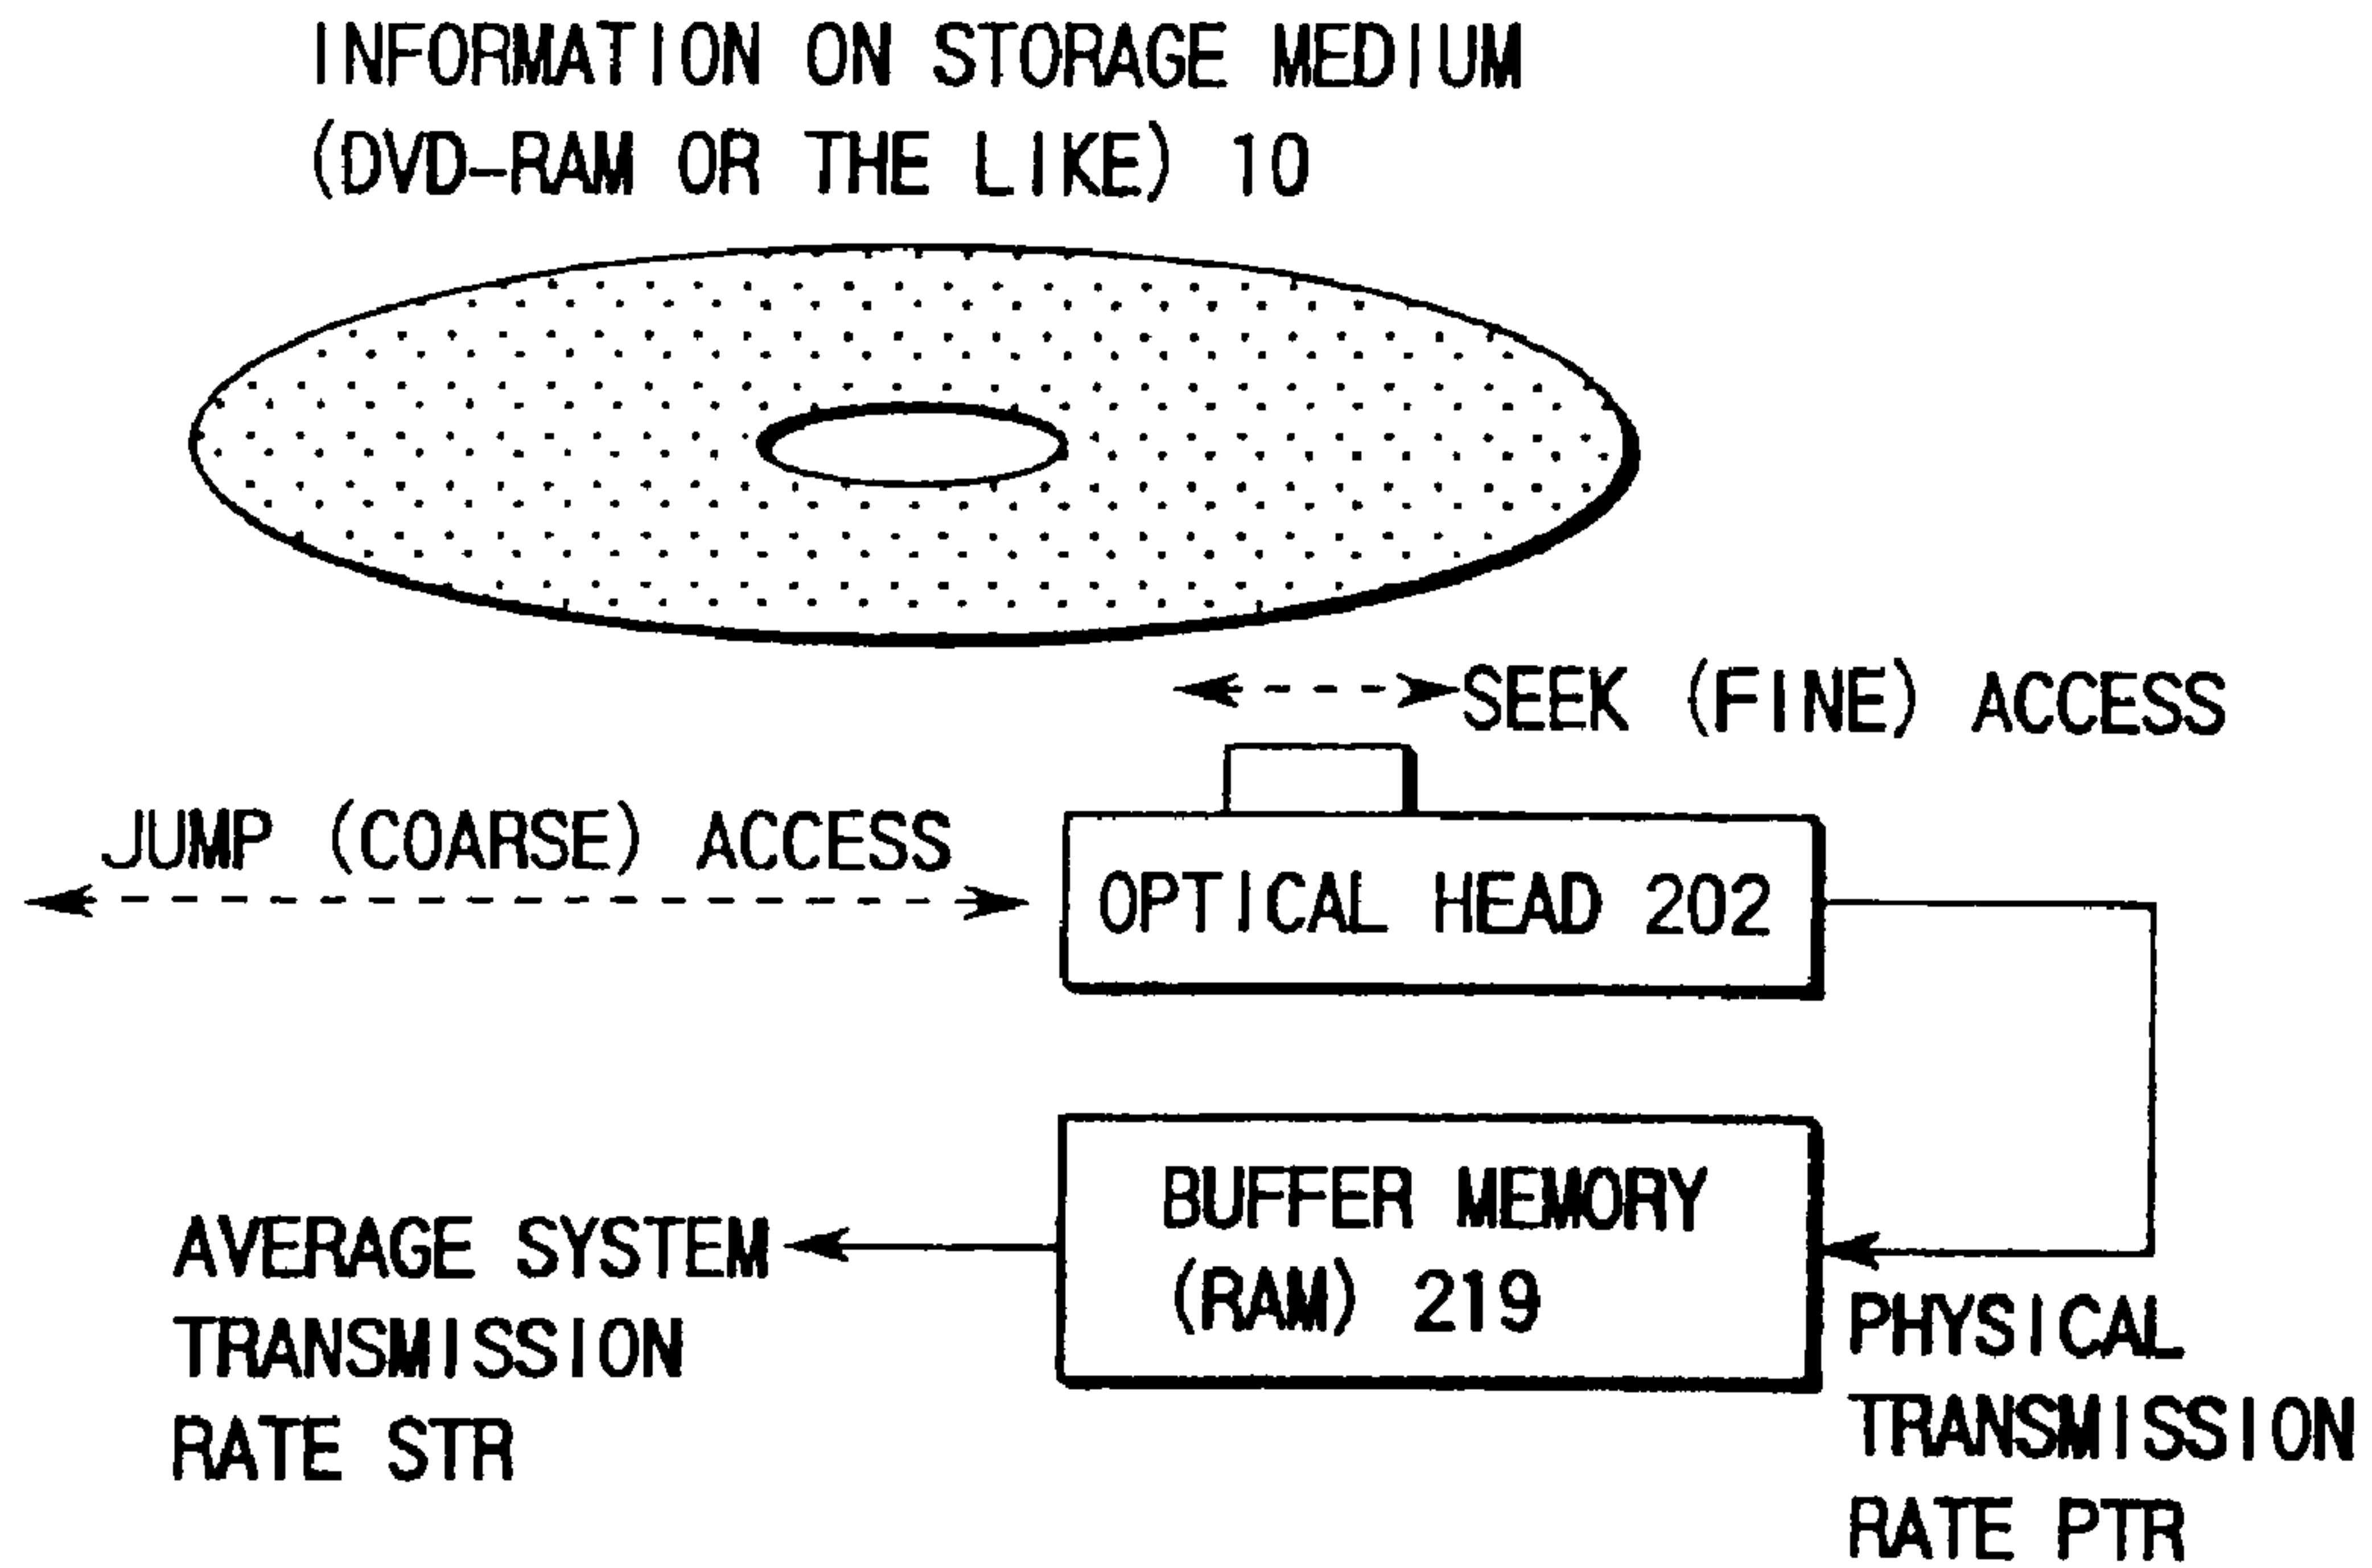 INFORMATION ON STORAGE MEDIUM
(DVD-RAM OR THE LIKE) 10
SEEK (FINE) ACCESS
JUMP (COARSE) ACCESS
OPTICAL HEAD 202
BUFFER MEMORY
(RAM) 219
AVERAGE SYSTEM
TRANSMISSION
RATE STR
PHYSICAL
TRANSMISSION
RATE PTR